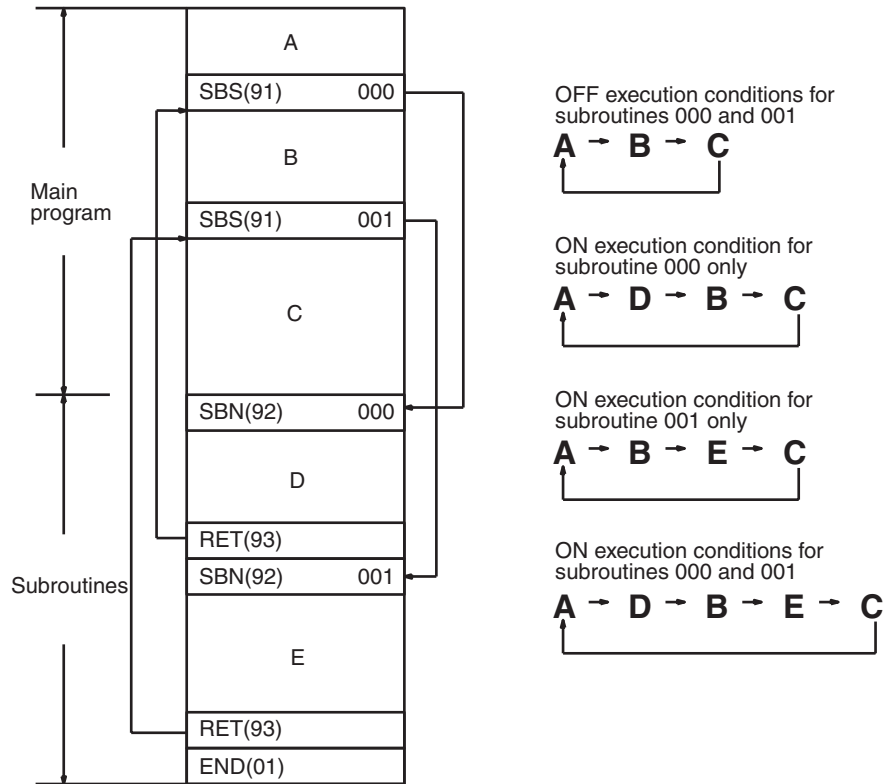 A
SBS(91) 000
B
Main
program
SBS(91) 001
C
SBN(92) 000
D
RET(93)
SBN(92) 001
Subroutines
E
RET(93)
END(01)
OFF execution conditions for
subroutines 000 and 001
A → B → C
ON execution condition for
subroutine 000 only
A → D → B → C
ON execution condition for
subroutine 001 only
A → B → E → C
ON execution conditions for
subroutines 000 and 001
A → D → B → E → C